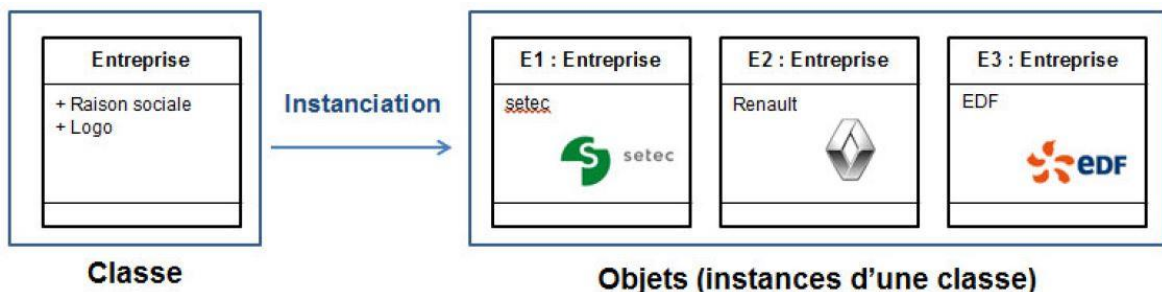 Entreprise
+ Raison sociale
+ Logo
Instanciation
E1 : Entreprise
setec
setec
E2 : Entreprise
Renault
E3 : Entreprise
EDF
eDF
Classe
Objets (instances d'une classe)